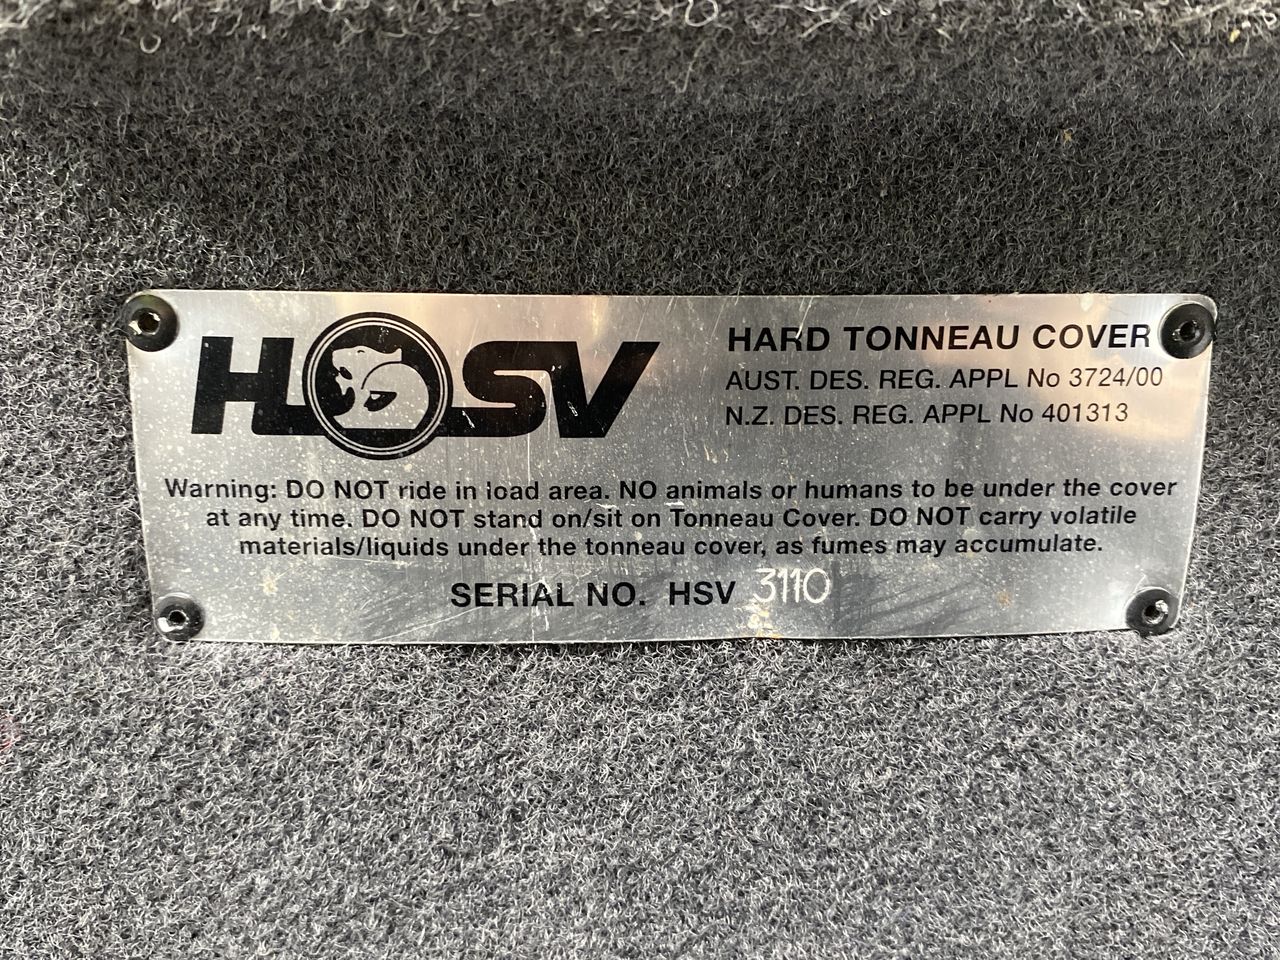 HSV
HARD TONNEAU COVER
AUST. DES. REG. APPL No 3724/00
N.Z. DES. REG. APPL No 401313
Warning: DO NOT ride in load area. NO animals or humans to be under the cover
at any time. DO NOT stand on/sit on Tonneau Cover. DO NOT carry volatile
materials/liquids under the tonneau cover, as fumes may accumulate.
SERIAL NO. HSV 3110